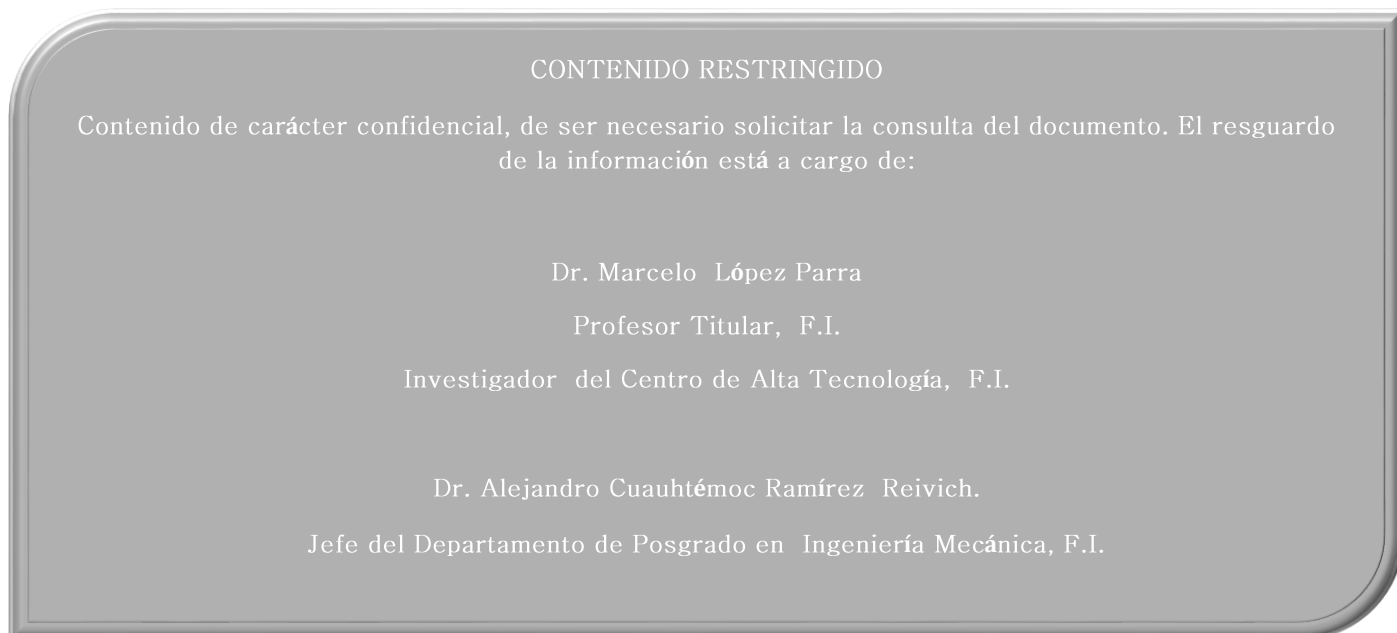 CONTENIDO RESTRINGIDO
Contenido de carácter confidencial, de ser necesario solicitar la consulta del documento. El resguardo
de la información está a cargo de:
Dr. Marcelo López Parra
Profesor Titular, F.I.
Investigador del Centro de Alta Tecnología, F.I.
Dr. Alejandro Cuauhtémoc Ramírez Reivich.
Jefe del Departamento de Posgrado en Ingeniería Mecánica, F.I.